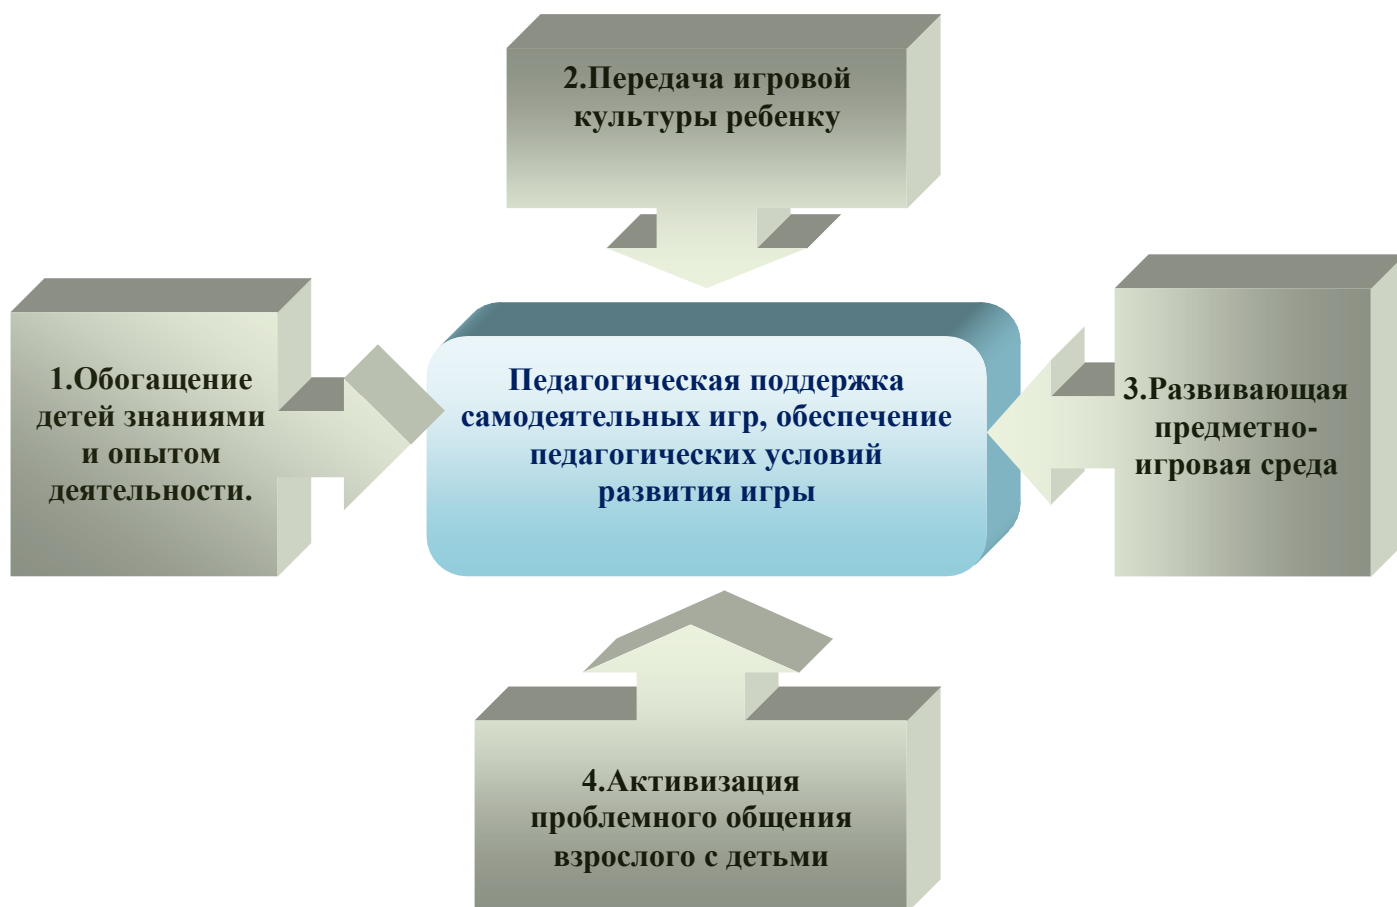 2.Передача игровой
культуры ребенку
1.Обогащение
детей знаниями
и опытом
деятельности.
Педагогическая поддержка
самодеятельных игр, обеспечение
педагогических условий
развития игры
3.Развивающая
предметно-
игровая среда
4.Активизация
проблемного общения
взрослого с детьми